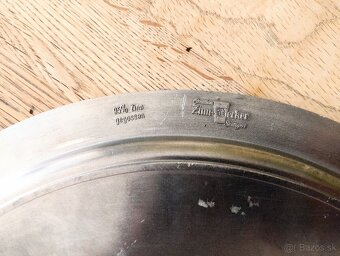 95% Zinn
gegossen
Zinn Becker
© Bazos.sk